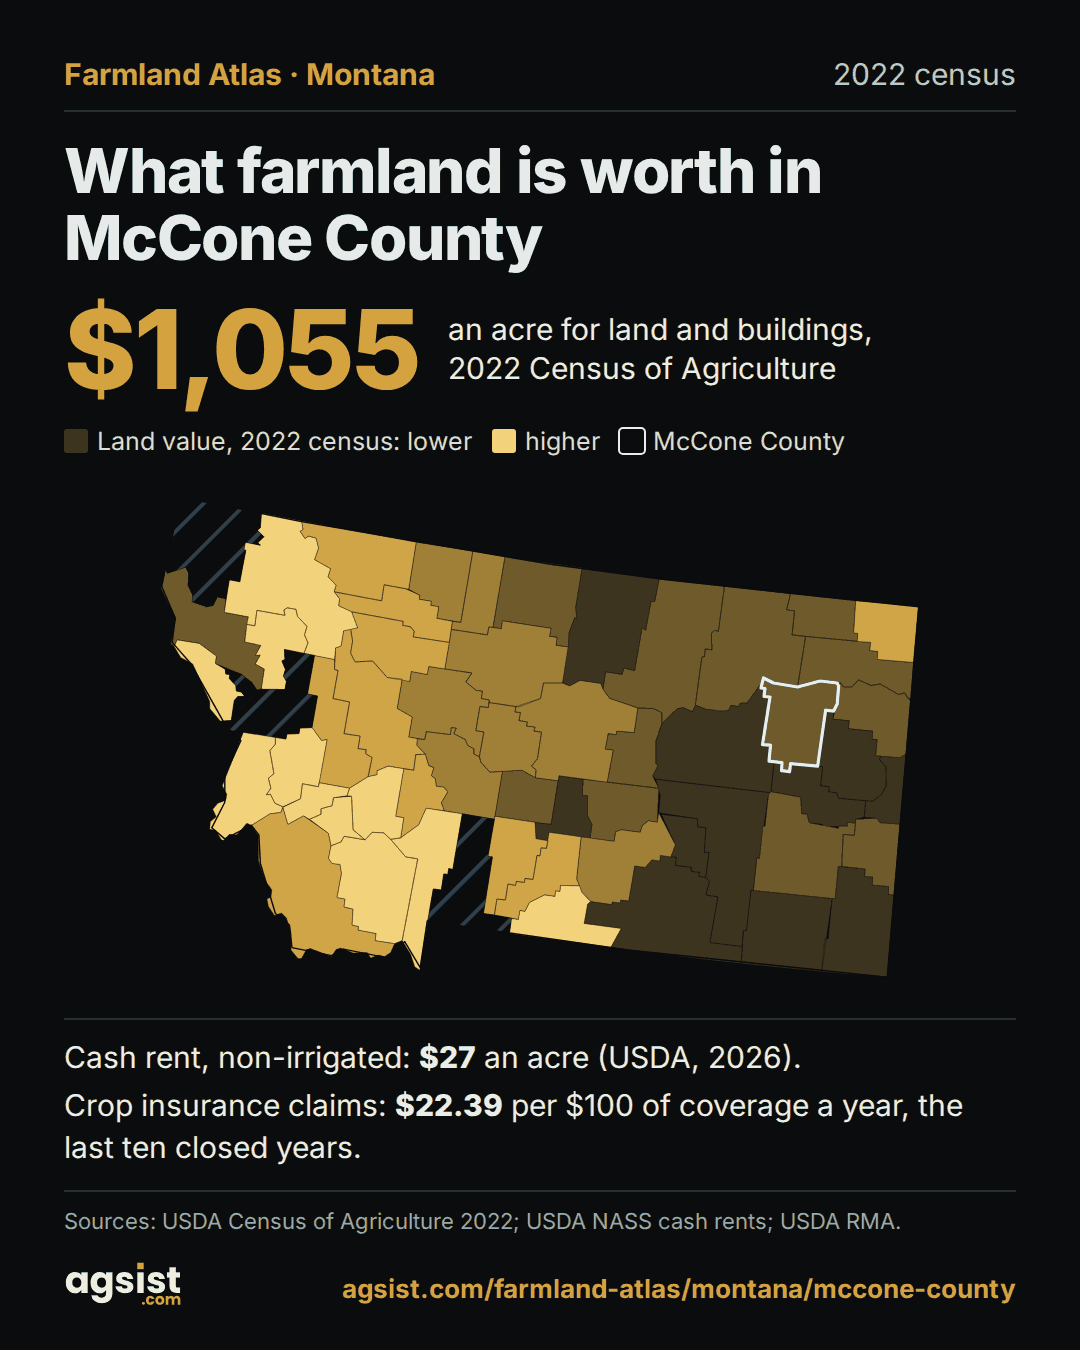 Farmland Atlas · Montana
2022 census
What farmland is worth in
McCone County
$1,055
an acre for land and buildings,
2022 Census of Agriculture
Land value, 2022 census: lower
higher
McCone County
Cash rent, non-irrigated: $27 an acre (USDA, 2026).
Crop insurance claims: $22.39 per $100 of coverage a year, the
last ten closed years.
Sources: USDA Census of Agriculture 2022; USDA NASS cash rents; USDA RMA.
agsist
.com
agsist.com/farmland-atlas/montana/mccone-county